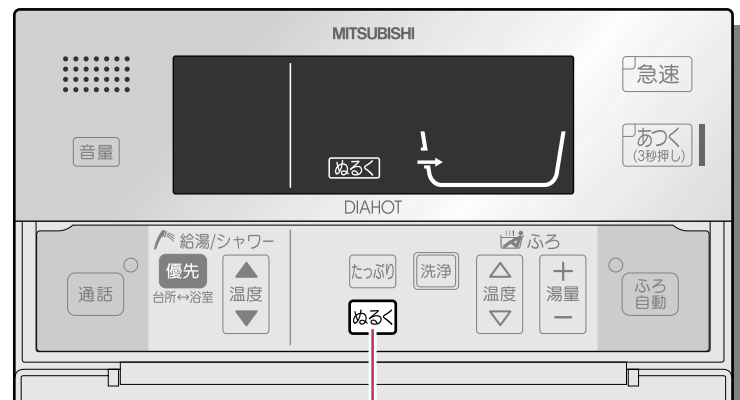 MITSUBISHI
急速
音量
ぬるく
あつく
(3秒押し)
DIAHOT
給湯/シャワー
ふろ
通話
優先
台所↔浴室
▲
温度
▼
たっぷり
洗浄
ぬるく
△
温度
▽
+
湯量
−
ふろ
自動